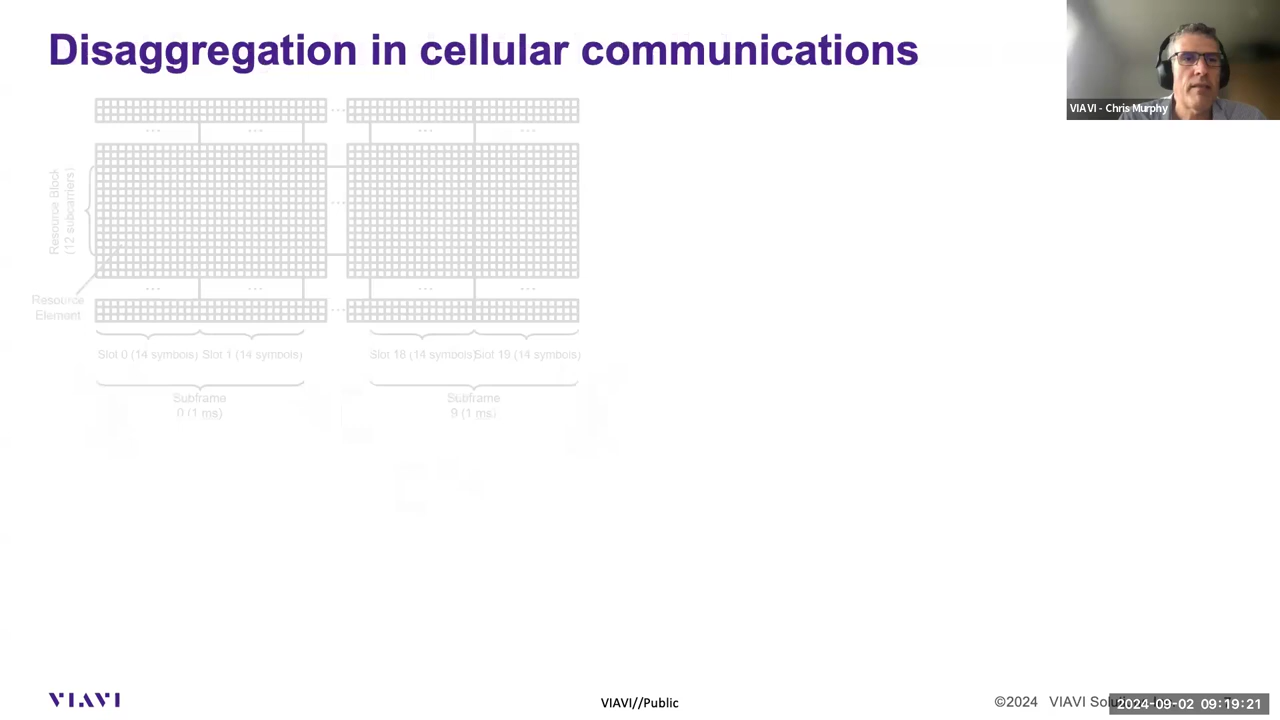 Disaggregation in cellular communications
VIAVI - Chris Murphy
Resource Block
(12 subcarriers)
Resource
Element
Slot 0 (14 symbols) Slot 1 (14 symbols)
Slot 18 (14 symbols) Slot 19 (14 symbols)
Subframe
0 (1 ms)
Subframe
9 (1 ms)
VIAVI
VIAVI//Public
©2024 VIAVI
2024-09-02 09:19:21